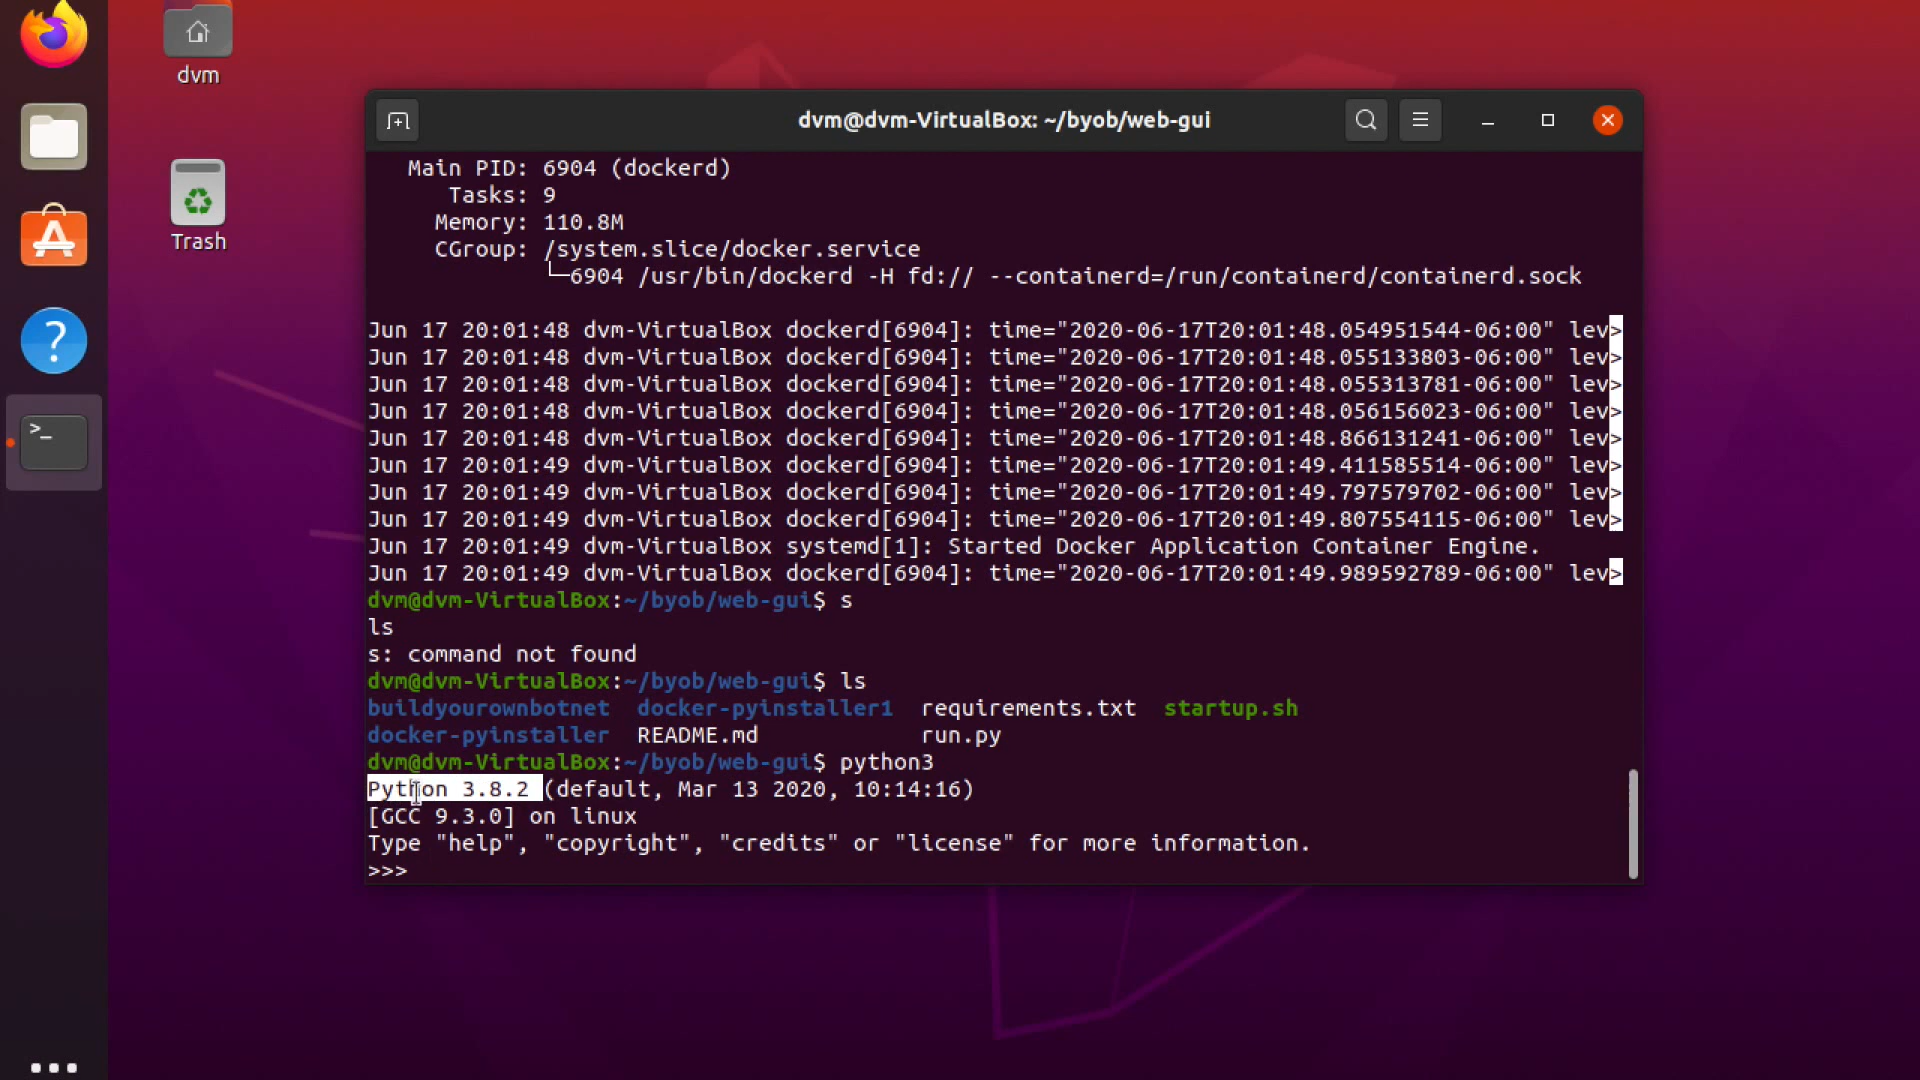 dvm
Trash
dvm@dvm-VirtualBox: ~/byob/web-gui
Main PID: 6904 (dockerd)
Tasks: 9
Memory: 110.8M
CGroup: /system.slice/docker.service
└─6904 /usr/bin/dockerd -H fd:// --containerd=/run/containerd/containerd.sock
Jun 17 20:01:48 dvm-VirtualBox dockerd[6904]: time="2020-06-17T20:01:48.054951544-06:00" lev>
Jun 17 20:01:48 dvm-VirtualBox dockerd[6904]: time="2020-06-17T20:01:48.055133803-06:00" lev>
Jun 17 20:01:48 dvm-VirtualBox dockerd[6904]: time="2020-06-17T20:01:48.055313781-06:00" lev>
Jun 17 20:01:48 dvm-VirtualBox dockerd[6904]: time="2020-06-17T20:01:48.056156023-06:00" lev>
Jun 17 20:01:48 dvm-VirtualBox dockerd[6904]: time="2020-06-17T20:01:48.866131241-06:00" lev>
Jun 17 20:01:49 dvm-VirtualBox dockerd[6904]: time="2020-06-17T20:01:49.411585514-06:00" lev>
Jun 17 20:01:49 dvm-VirtualBox dockerd[6904]: time="2020-06-17T20:01:49.797579702-06:00" lev>
Jun 17 20:01:49 dvm-VirtualBox dockerd[6904]: time="2020-06-17T20:01:49.807554115-06:00" lev>
Jun 17 20:01:49 dvm-VirtualBox systemd[1]: Started Docker Application Container Engine.
Jun 17 20:01:49 dvm-VirtualBox dockerd[6904]: time="2020-06-17T20:01:49.989592789-06:00" lev>
dvm@dvm-VirtualBox:~/byob/web-gui$ s
ls
s: command not found
dvm@dvm-VirtualBox:~/byob/web-gui$ ls
buildyourownbotnet  docker-pyinstaller1  requirements.txt  startup.sh
docker-pyinstaller  README.md            run.py
dvm@dvm-VirtualBox:~/byob/web-gui$ python3
Python 3.8.2 (default, Mar 13 2020, 10:14:16)
[GCC 9.3.0] on linux
Type "help", "copyright", "credits" or "license" for more information.
>>>